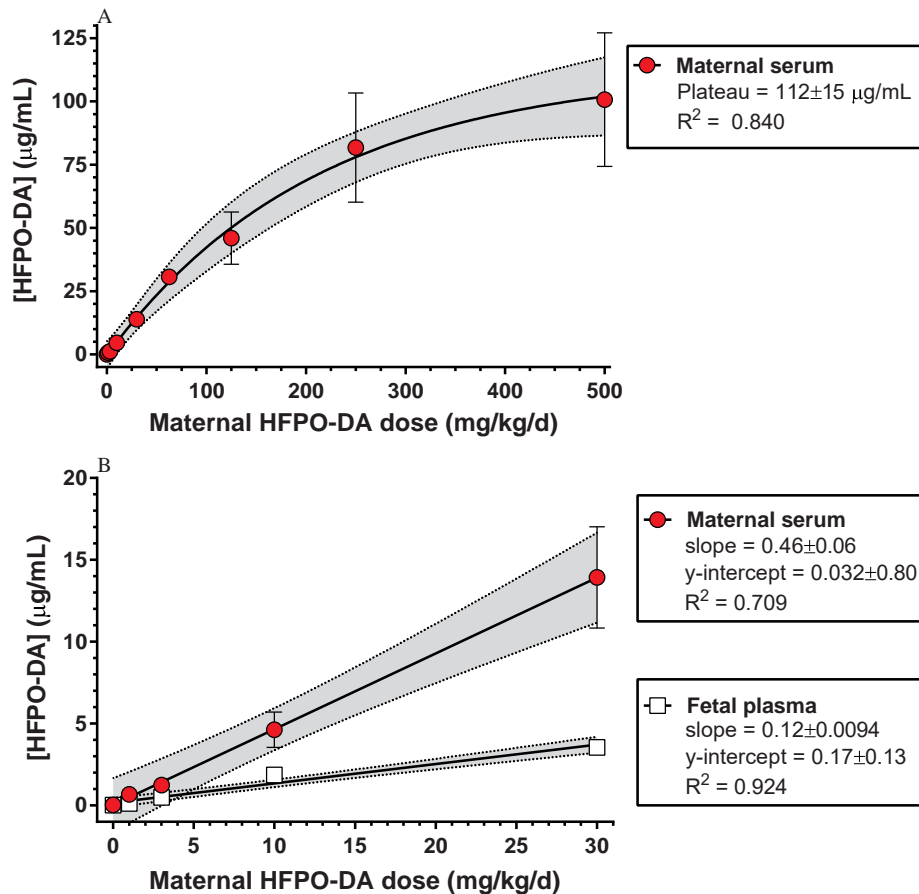 A
125
100
75
50
25
0
[HFPO-DA] (μg/mL)
0 100 200 300 400 500
Maternal HFPO-DA dose (mg/kg/d)
Maternal serum
Plateau = 112±15 μg/mL
R² = 0.840
B
20
15
10
5
0
[HFPO-DA] (μg/mL)
0 5 10 15 20 25 30
Maternal HFPO-DA dose (mg/kg/d)
Maternal serum
slope = 0.46±0.06
y-intercept = 0.032±0.80
R² = 0.709
Fetal plasma
slope = 0.12±0.0094
y-intercept = 0.17±0.13
R² = 0.924